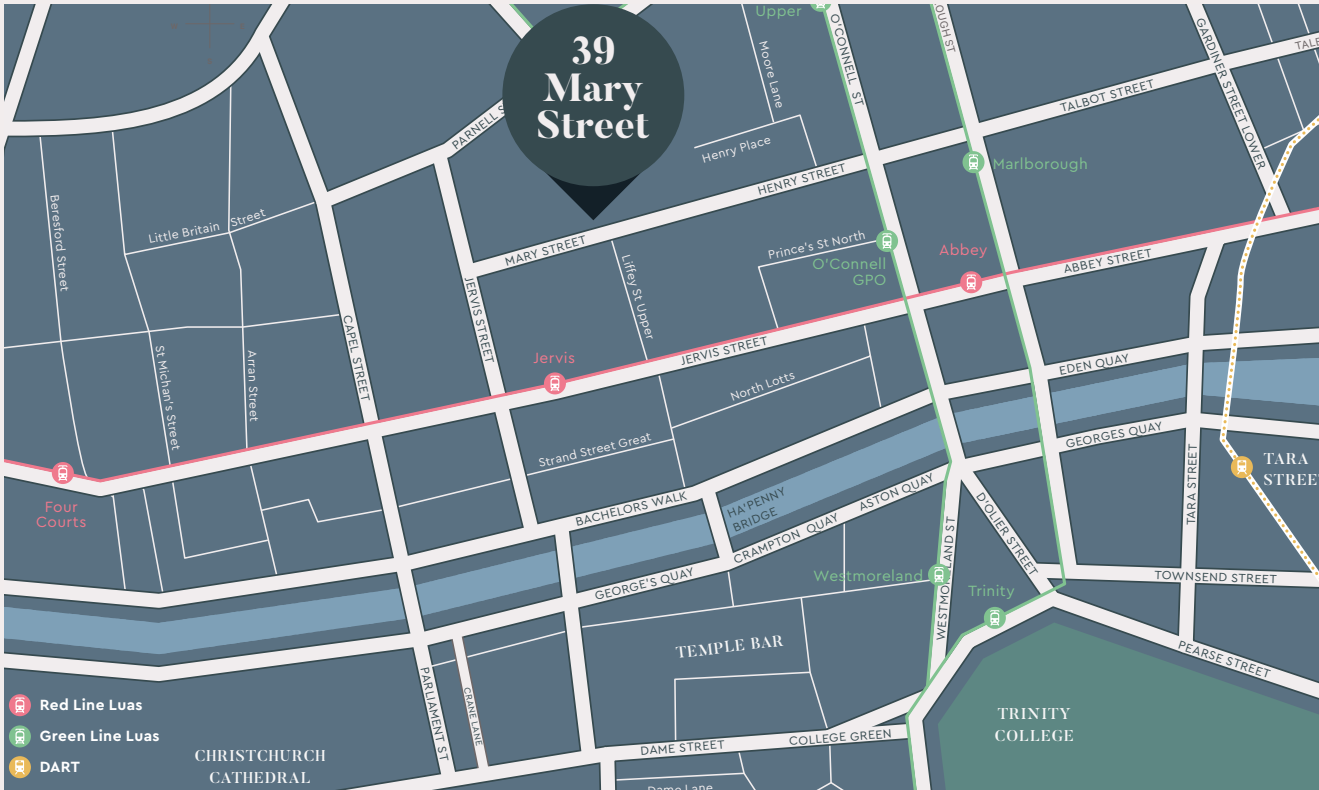 39
Mary
Street
Upper
O'CONNELL ST
OUGH ST
GARDINER STREET LOWER
TALBOT STREET
Moore Lane
PARNELL S
Henry Place
HENRY STREET
Marlborough
Beresford Street
Little Britain Street
MARY STREET
Prince's St North
O'Connell
GPO
Abbey
ABBEY STREET
Liffey St Upper
JERVIS STREET
CAPEL STREET
St Michan's Street
Arran Street
Jervis
JERVIS STREET
North Lotts
EDEN QUAY
Strand Street Great
GEORGES QUAY
TARA
STREE
TARA STREET
Four
Courts
BACHELORS WALK
HA'PENNY
BRIDGE
ASTON QUAY
CRAMPTON QUAY
D'OLIER STREET
GEORGE'S QUAY
Westmoreland
WESTMORELAND ST
Trinity
TOWNSEND STREET
TEMPLE BAR
PEARSE STREET
PARLIAMENT ST
CRANE LANE
TRINITY
COLLEGE
DAME STREET
COLLEGE GREEN
Dame Lane
CHRISTCHURCH
CATHEDRAL
Red Line Luas
Green Line Luas
DART